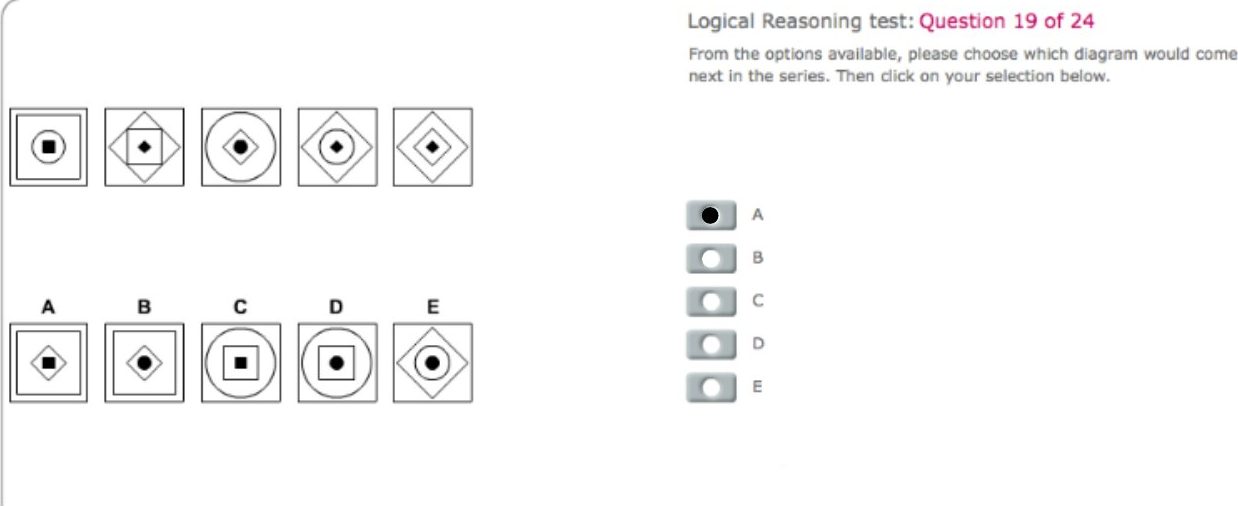 Logical Reasoning test: Question 19 of 24
From the options available, please choose which diagram would come
next in the series. Then click on your selection below.
A
B
C
D
E
A B C D E